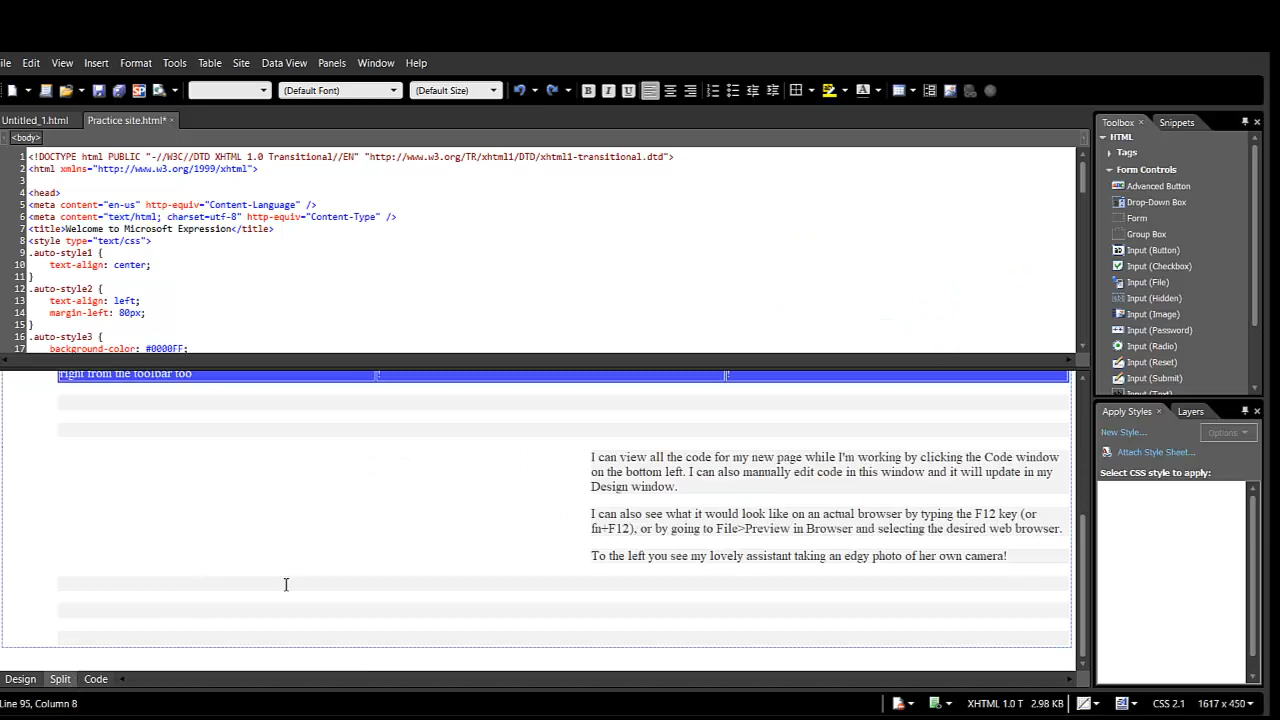 ile Edit View Insert Format Tools Table Site Data View Panels Window Help
(Default Font) (Default Size) B I U A
Untitled_1.html Practice site.html* ×
<body>
1 <!DOCTYPE html PUBLIC "-//W3C//DTD XHTML 1.0 Transitional//EN" "http://www.w3.org/TR/xhtml1/DTD/xhtml1-transitional.dtd">
2 <html xmlns="http://www.w3.org/1999/xhtml">
3
4 <head>
5 <meta content="en-us" http-equiv="Content-Language" />
6 <meta content="text/html; charset=utf-8" http-equiv="Content-Type" />
7 <title>Welcome to Microsoft Expression</title>
8 <style type="text/css">
9 .auto-style1 {
10 text-align: center;
11 }
12 .auto-style2 {
13 text-align: left;
14 margin-left: 80px;
15 }
16 .auto-style3 {
17 background-color: #0000FF;
right from the toolbar too ! !
I can view all the code for my new page while I'm working by clicking the Code window
on the bottom left. I can also manually edit code in this window and it will update in my
Design window.
I can also see what it would look like on an actual browser by typing the F12 key (or
fn+F12), or by going to File>Preview in Browser and selecting the desired web browser.
To the left you see my lovely assistant taking an edgy photo of her own camera!
Design Split Code
Line 95, Column 8
XHTML 1.0 T 2.98 KB CSS 2.1 1617 x 450
Toolbox × Snippets
HTML
Tags
Form Controls
Advanced Button
Drop-Down Box
Form
Group Box
Input (Button)
Input (Checkbox)
Input (File)
Input (Hidden)
Input (Image)
Input (Password)
Input (Radio)
Input (Reset)
Input (Submit)
Input (Text)
Apply Styles × Layers
New Style... Options
Attach Style Sheet...
Select CSS style to apply: